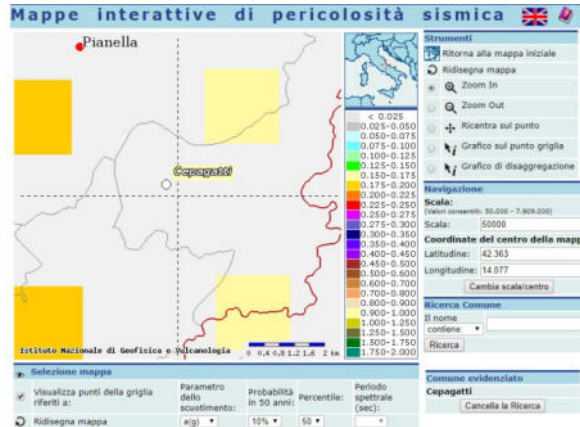 Mappe interattive di pericolosità sismica
Pianella
Cepagatti
Istituto Nazionale di Geofisica e Vulcanologia
0 0.4 0.8 1.2 1.6 2 km
< 0.025
0.025-0.050
0.050-0.075
0.075-0.100
0.100-0.125
0.125-0.150
0.150-0.175
0.175-0.200
0.200-0.225
0.225-0.250
0.250-0.275
0.275-0.300
0.300-0.350
0.350-0.400
0.400-0.450
0.450-0.500
0.500-0.600
0.600-0.700
0.700-0.800
0.800-0.900
0.900-1.000
1.000-1.250
1.250-1.500
1.500-1.750
1.750-2.000
Strumenti
Ritorna alla mappa iniziale
Ridisegna mappa
Zoom In
Zoom Out
Ricentra sul punto
Grafico sul punto griglia
Grafico di disaggregazione
Navigazione
Scala:
(Valori consentiti: 50.000 - 7.909.000)
Scala: 50000
Coordinate del centro della mapp
Latitudine: 42.363
Longitudine: 14.077
Cambia scala/centro
Ricerca Comune
Il nome
contiene
Ricerca
Comune evidenziato
Cepagatti
Cancella la Ricerca
Selezione mappa
Visualizza punti della griglia riferiti a:
Parametro dello scuotimento:
Probabilità in 50 anni:
Percentile:
Periodo spettrale (sec):
Ridisegna mappa
a(g) 10% 50